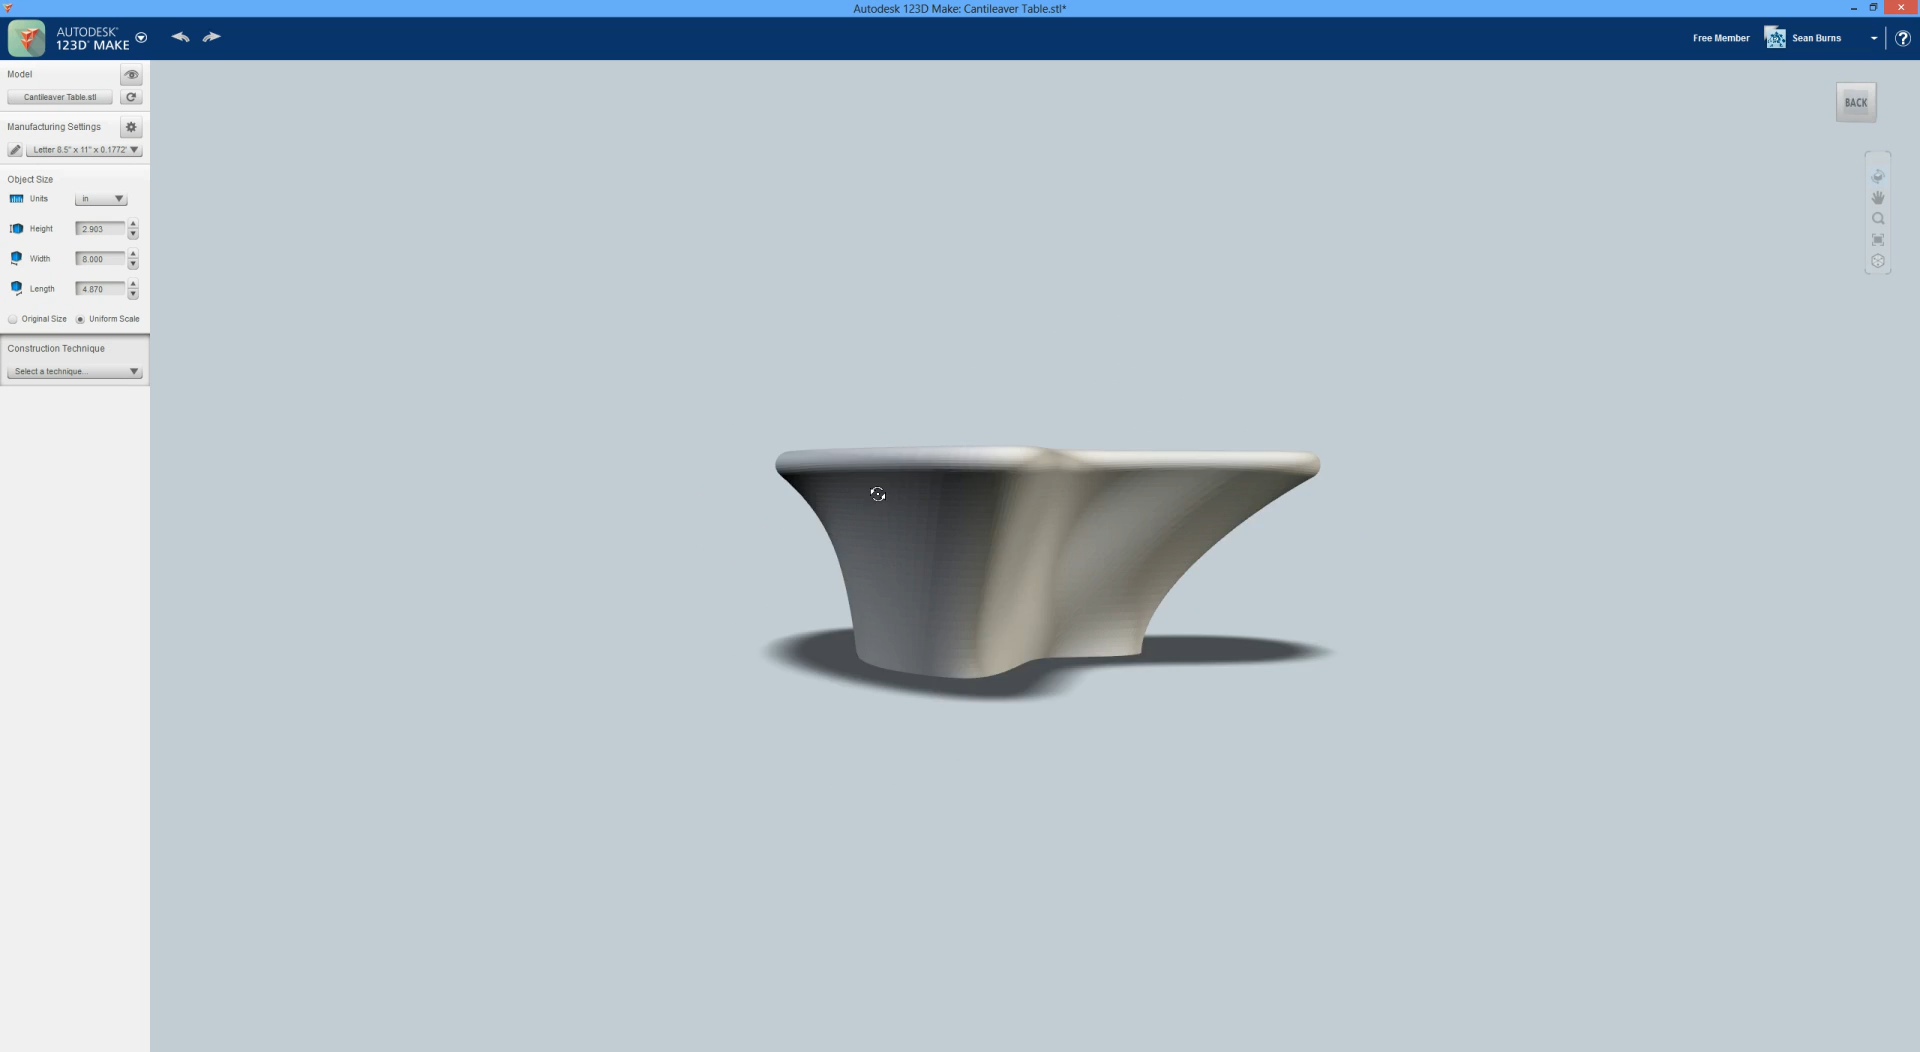 Autodesk 123D Make: Cantileaver Table.stl*
AUTODESK®
123D® MAKE
Free Member
Sean Burns
?
BACK
Model
Cantileaver Table.stl
Manufacturing Settings
Letter 8.5" x 11" x 0.1772"
Object Size
Units
in
Height
2.903
Width
8.000
Length
4.870
Original Size
Uniform Scale
Construction Technique
Select a technique...